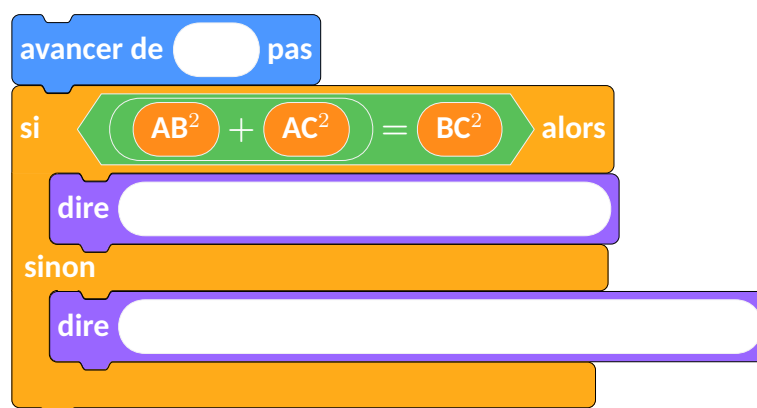 avancer de pas
si AB² + AC² = BC² alors
dire
sinon
dire